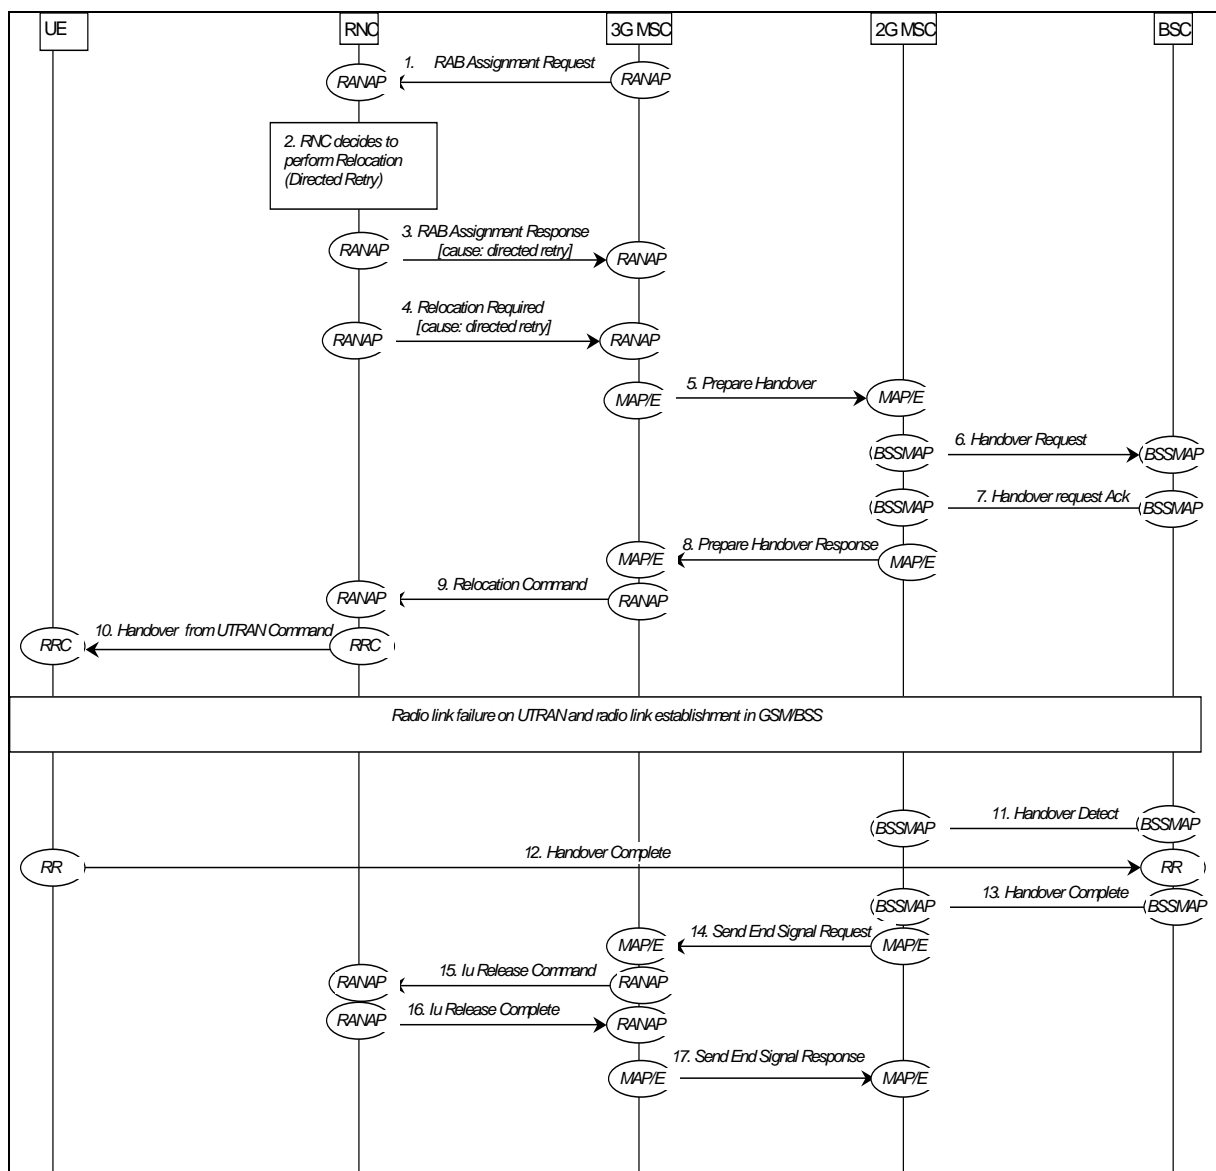 UE RNC 3G MSC 2G MSC BSC
1. RAB Assignment Request
RANAP RANAP
2. RNC decides to
perform Relocation
(Directed Retry)
3. RAB Assignment Response
RANAP
[cause: directed retry]
RANAP
4. Relocation Required
[cause: directed retry]
RANAP RANAP
5. Prepare Handover
MAP/E MAP/E
6. Handover Request
BSSMAP BSSMAP
7. Handover request Ack
BSSMAP BSSMAP
8. Prepare Handover Response
MAP/E MAP/E
9. Relocation Command
RANAP RANAP
10. Handover from UTRAN Command
RRC RRC
Radio link failure on UTRAN and radio link establishment in GSM/BSS
11. Handover Detect
BSSMAP BSSMAP
12. Handover Complete
RR RR
13. Handover Complete
BSSMAP BSSMAP
14. Send End Signal Request
MAP/E MAP/E
15. Iu Release Command
RANAP RANAP
16. Iu Release Complete
RANAP RANAP
17. Send End Signal Response
MAP/E MAP/E